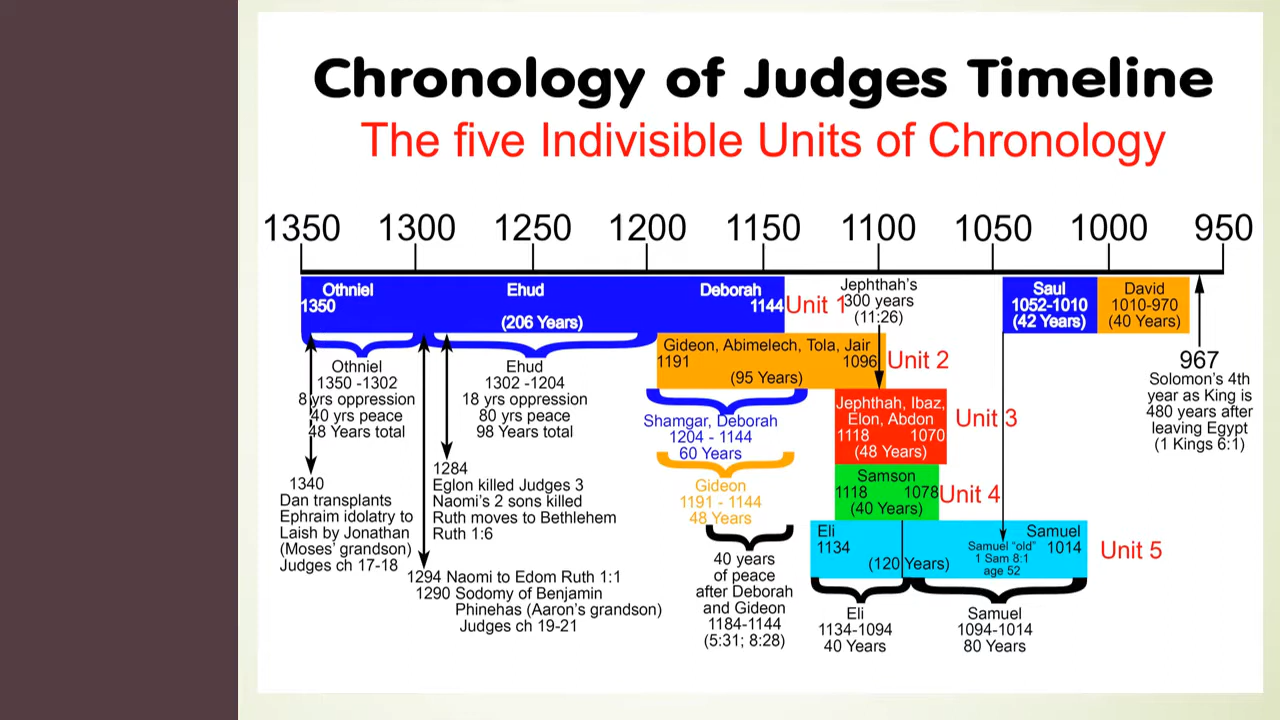 Chronology of Judges Timeline
The five Indivisible Units of Chronology
1350 1300 1250 1200 1150 1100 1050 1000 950
Othniel
1350
Ehud
(206 Years)
Deborah
1144
Unit 1
Jephthah's
300 years
(11:26)
Saul
1052-1010
(42 Years)
David
1010-970
(40 Years)
Gideon, Abimelech, Tola, Jair
1191 1096
(95 Years)
Unit 2
967
Solomon's 4th
year as King is
480 years after
leaving Egypt
(1 Kings 6:1)
Othniel
1350 -1302
8 yrs oppression
40 yrs peace
48 Years total
Ehud
1302 -1204
18 yrs oppression
80 yrs peace
98 Years total
Shamgar, Deborah
1204 - 1144
60 Years
Jephthah, Ibaz,
Elon, Abdon
1118 1070
(48 Years)
Unit 3
1340
Dan transplants
Ephraim idolatry to
Laish by Jonathan
(Moses' grandson)
Judges ch 17-18
1284
Eglon killed Judges 3
Naomi's 2 sons killed
Ruth moves to Bethlehem
Ruth 1:6
Gideon
1191 - 1144
48 Years
Samson
1118 1078
(40 Years)
Unit 4
Eli
1134
(120 Years)
Samuel "old"
1 Sam 8:1
age 52
Samuel
1014
Unit 5
1294 Naomi to Edom Ruth 1:1
1290 Sodomy of Benjamin
Phinehas (Aaron's grandson)
Judges ch 19-21
40 years
of peace
after Deborah
and Gideon
1184-1144
(5:31; 8:28)
Eli
1134-1094
40 Years
Samuel
1094-1014
80 Years